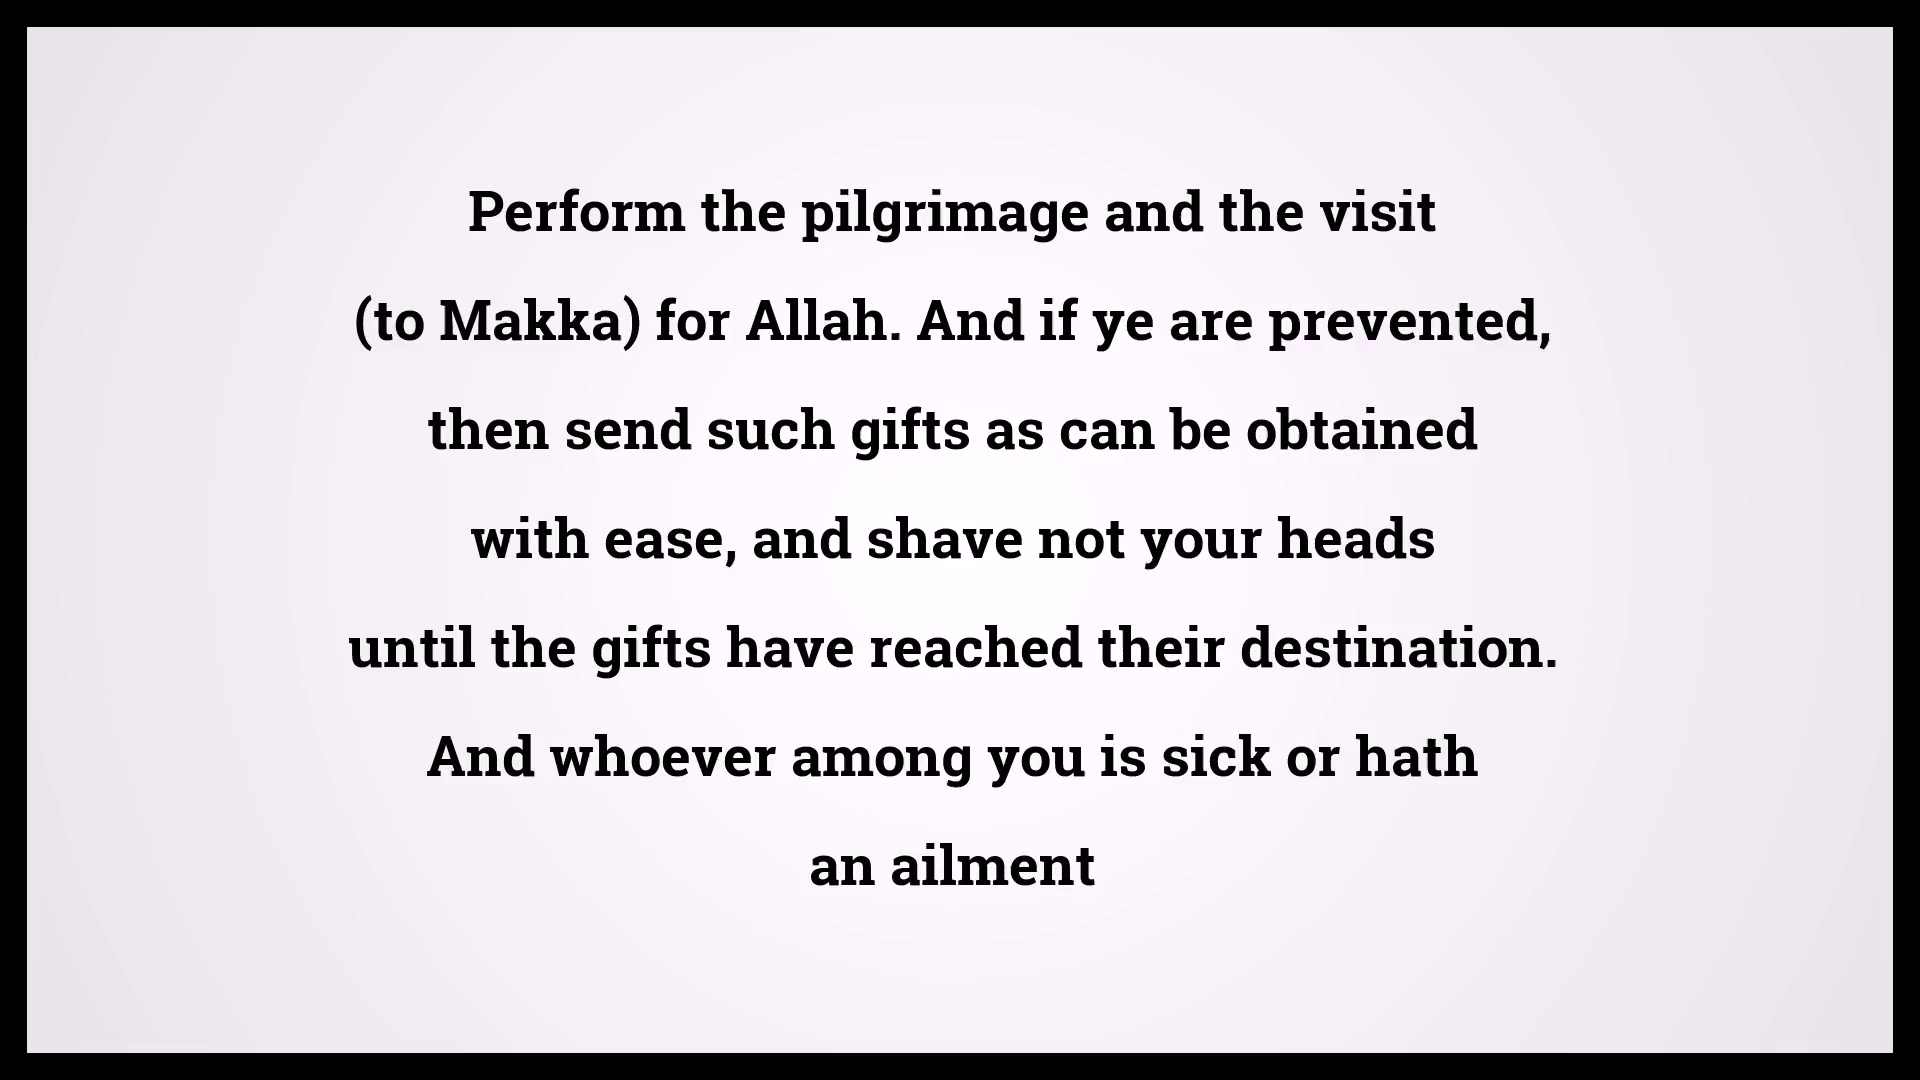 Perform the pilgrimage and the visit
(to Makka) for Allah. And if ye are prevented,
then send such gifts as can be obtained
with ease, and shave not your heads
until the gifts have reached their destination.
And whoever among you is sick or hath
an ailment